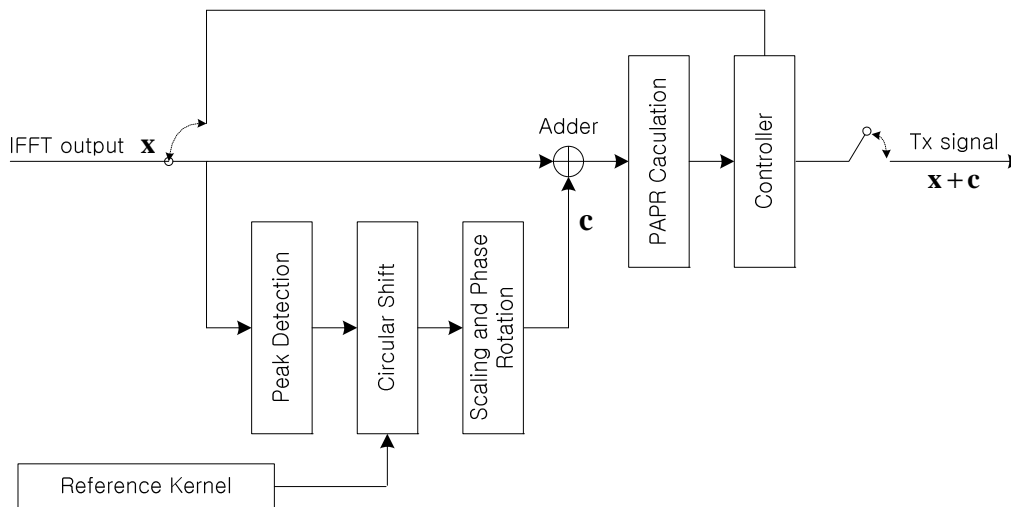 IFFT output x
Adder
c
PAPR Caculation
Controller
Tx signal
x + c
Peak Detection
Circular Shift
Scaling and Phase
Rotation
Reference Kernel